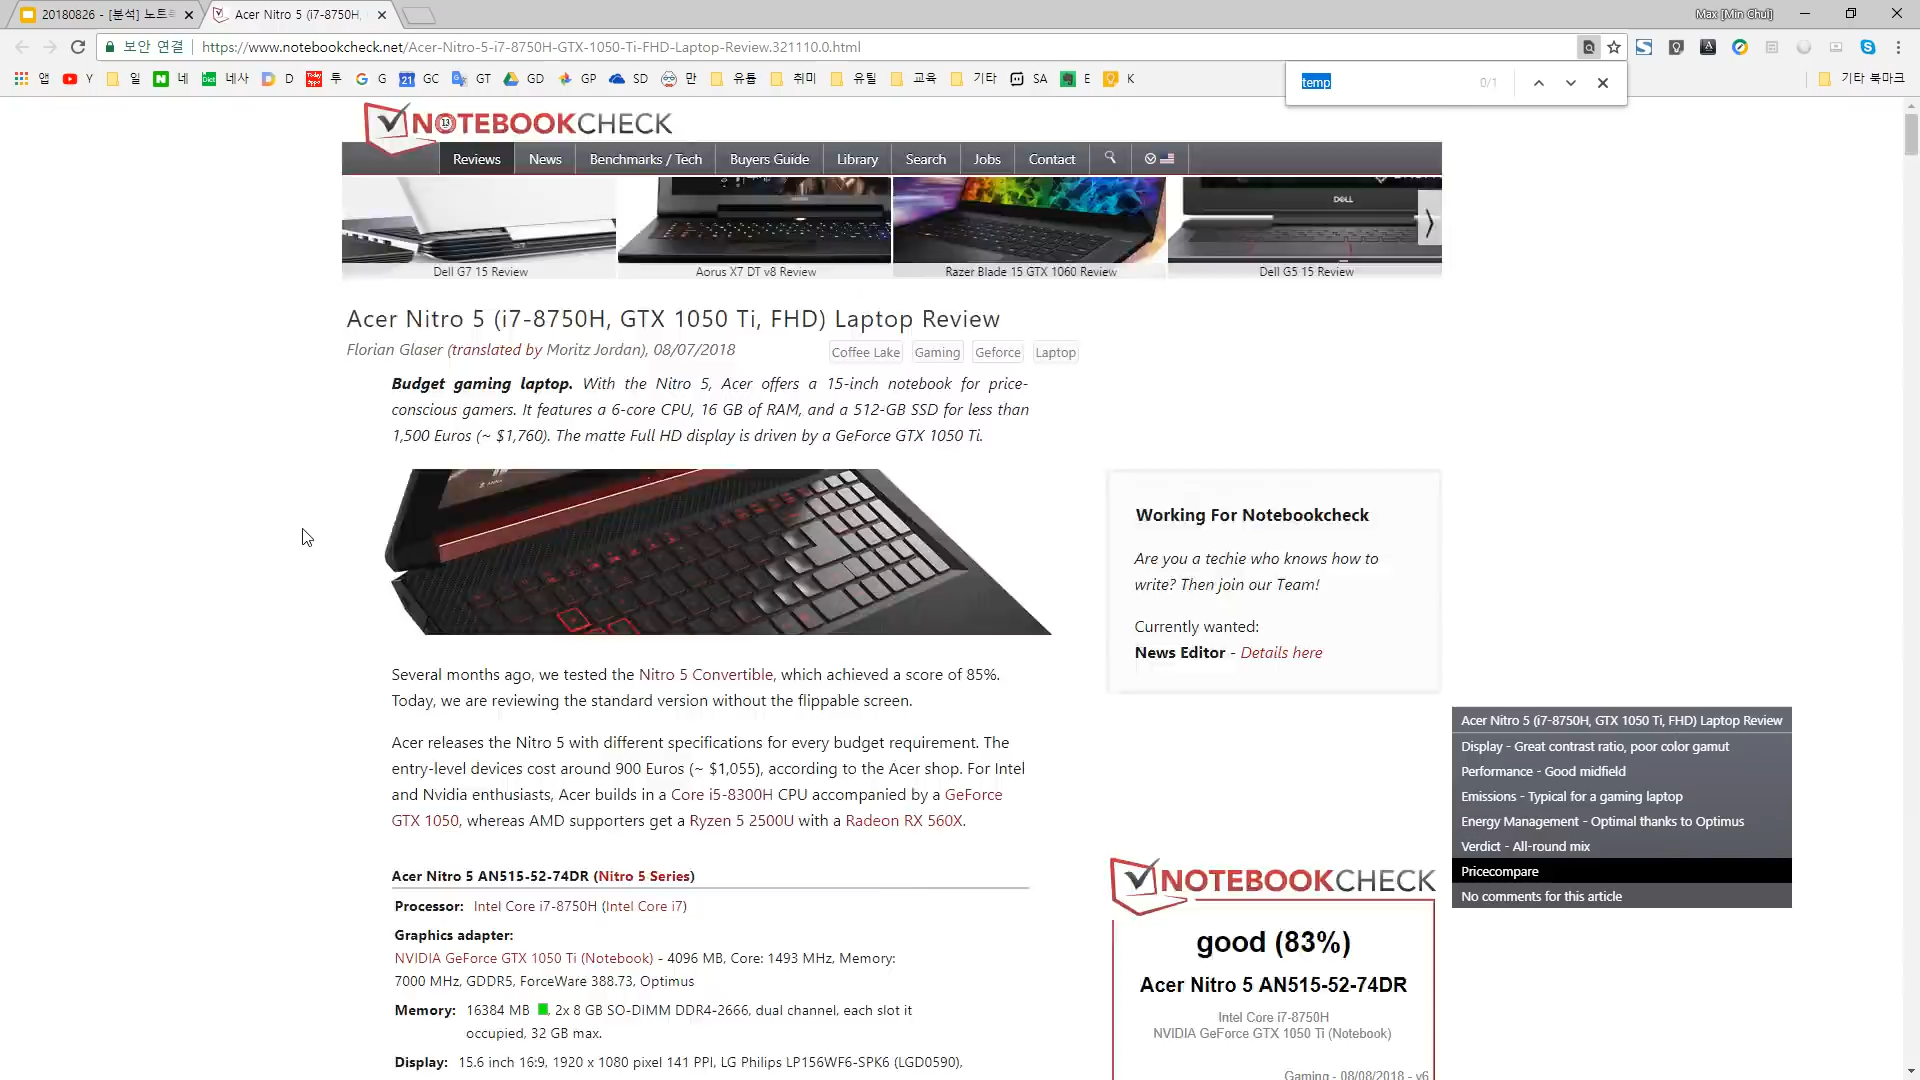 20180826 - [분석] 노트
Acer Nitro 5 (i7-8750H,
Max [Min Chul]
보안 연결
https://www.notebookcheck.net/Acer-Nitro-5-i7-8750H-GTX-1050-Ti-FHD-Laptop-Review.321110.0.html
앱 Y 일 네 네사 D 투 G GC GT GD GP SD 만 유튭 취미 유틸 교육 기타 SA E K 기타 북마크
temp 0/1
NOTEBOOKCHECK
Reviews News Benchmarks / Tech Buyers Guide Library Search Jobs Contact
Dell G7 15 Review
Aorus X7 DT v8 Review
Razer Blade 15 GTX 1060 Review
DELL
Dell G5 15 Review
Acer Nitro 5 (i7-8750H, GTX 1050 Ti, FHD) Laptop Review
Florian Glaser (translated by Moritz Jordan), 08/07/2018
Coffee Lake Gaming Geforce Laptop
Budget gaming laptop. With the Nitro 5, Acer offers a 15-inch notebook for price-
conscious gamers. It features a 6-core CPU, 16 GB of RAM, and a 512-GB SSD for less than
1,500 Euros (~ $1,760). The matte Full HD display is driven by a GeForce GTX 1050 Ti.
Working For Notebookcheck
Are you a techie who knows how to
write? Then join our Team!
Currently wanted:
News Editor - Details here
Several months ago, we tested the Nitro 5 Convertible, which achieved a score of 85%.
Today, we are reviewing the standard version without the flippable screen.
Acer releases the Nitro 5 with different specifications for every budget requirement. The
entry-level devices cost around 900 Euros (~ $1,055), according to the Acer shop. For Intel
and Nvidia enthusiasts, Acer builds in a Core i5-8300H CPU accompanied by a GeForce
GTX 1050, whereas AMD supporters get a Ryzen 5 2500U with a Radeon RX 560X.
Acer Nitro 5 (i7-8750H, GTX 1050 Ti, FHD) Laptop Review
Display - Great contrast ratio, poor color gamut
Performance - Good midfield
Emissions - Typical for a gaming laptop
Energy Management - Optimal thanks to Optimus
Verdict - All-round mix
Pricecompare
No comments for this article
Acer Nitro 5 AN515-52-74DR (Nitro 5 Series)
Processor: Intel Core i7-8750H (Intel Core i7)
Graphics adapter:
NVIDIA GeForce GTX 1050 Ti (Notebook) - 4096 MB, Core: 1493 MHz, Memory:
7000 MHz, GDDR5, ForceWare 388.73, Optimus
Memory: 16384 MB , 2x 8 GB SO-DIMM DDR4-2666, dual channel, each slot it
occupied, 32 GB max.
Display: 15.6 inch 16:9, 1920 x 1080 pixel 141 PPI, LG Philips LP156WF6-SPK6 (LGD0590),
NOTEBOOKCHECK
good (83%)
Acer Nitro 5 AN515-52-74DR
Intel Core i7-8750H
NVIDIA GeForce GTX 1050 Ti (Notebook)
Gaming - 08/08/2018 - v6